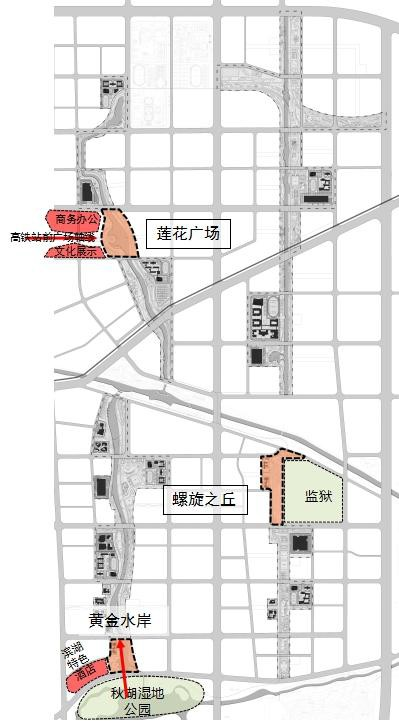 商务办公
高铁站前广场轴线
文化展示
莲花广场
螺旋之丘
监狱
黄金水岸
滨湖
特色
酒店
秋湖湿地
公园